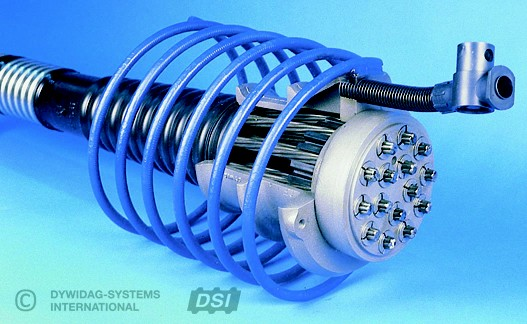 © DYWIDAG-SYSTEMS
INTERNATIONAL
DSI